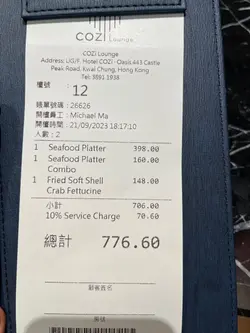 COZI
Lounge
COZI Lounge
Address: UG/F, Hotel COZI · Oasis,443 Castle
Peak Road, Kwai Chung, Hong Kong
Tel: 3891 1938
檯號 :
12
賬單號碼 : 26626
開檯員工 : Michael Ma
開檯時間 : 21/09/2023 18:17:10
人數 : 2
1 Seafood Platter 398.00
1 Seafood Platter 160.00
Combo
1 Fried Soft Shell 148.00
Crab Fettucine
小計 706.00
10% Service Charge 70.60
總計 776.60
顧客姓名
房號